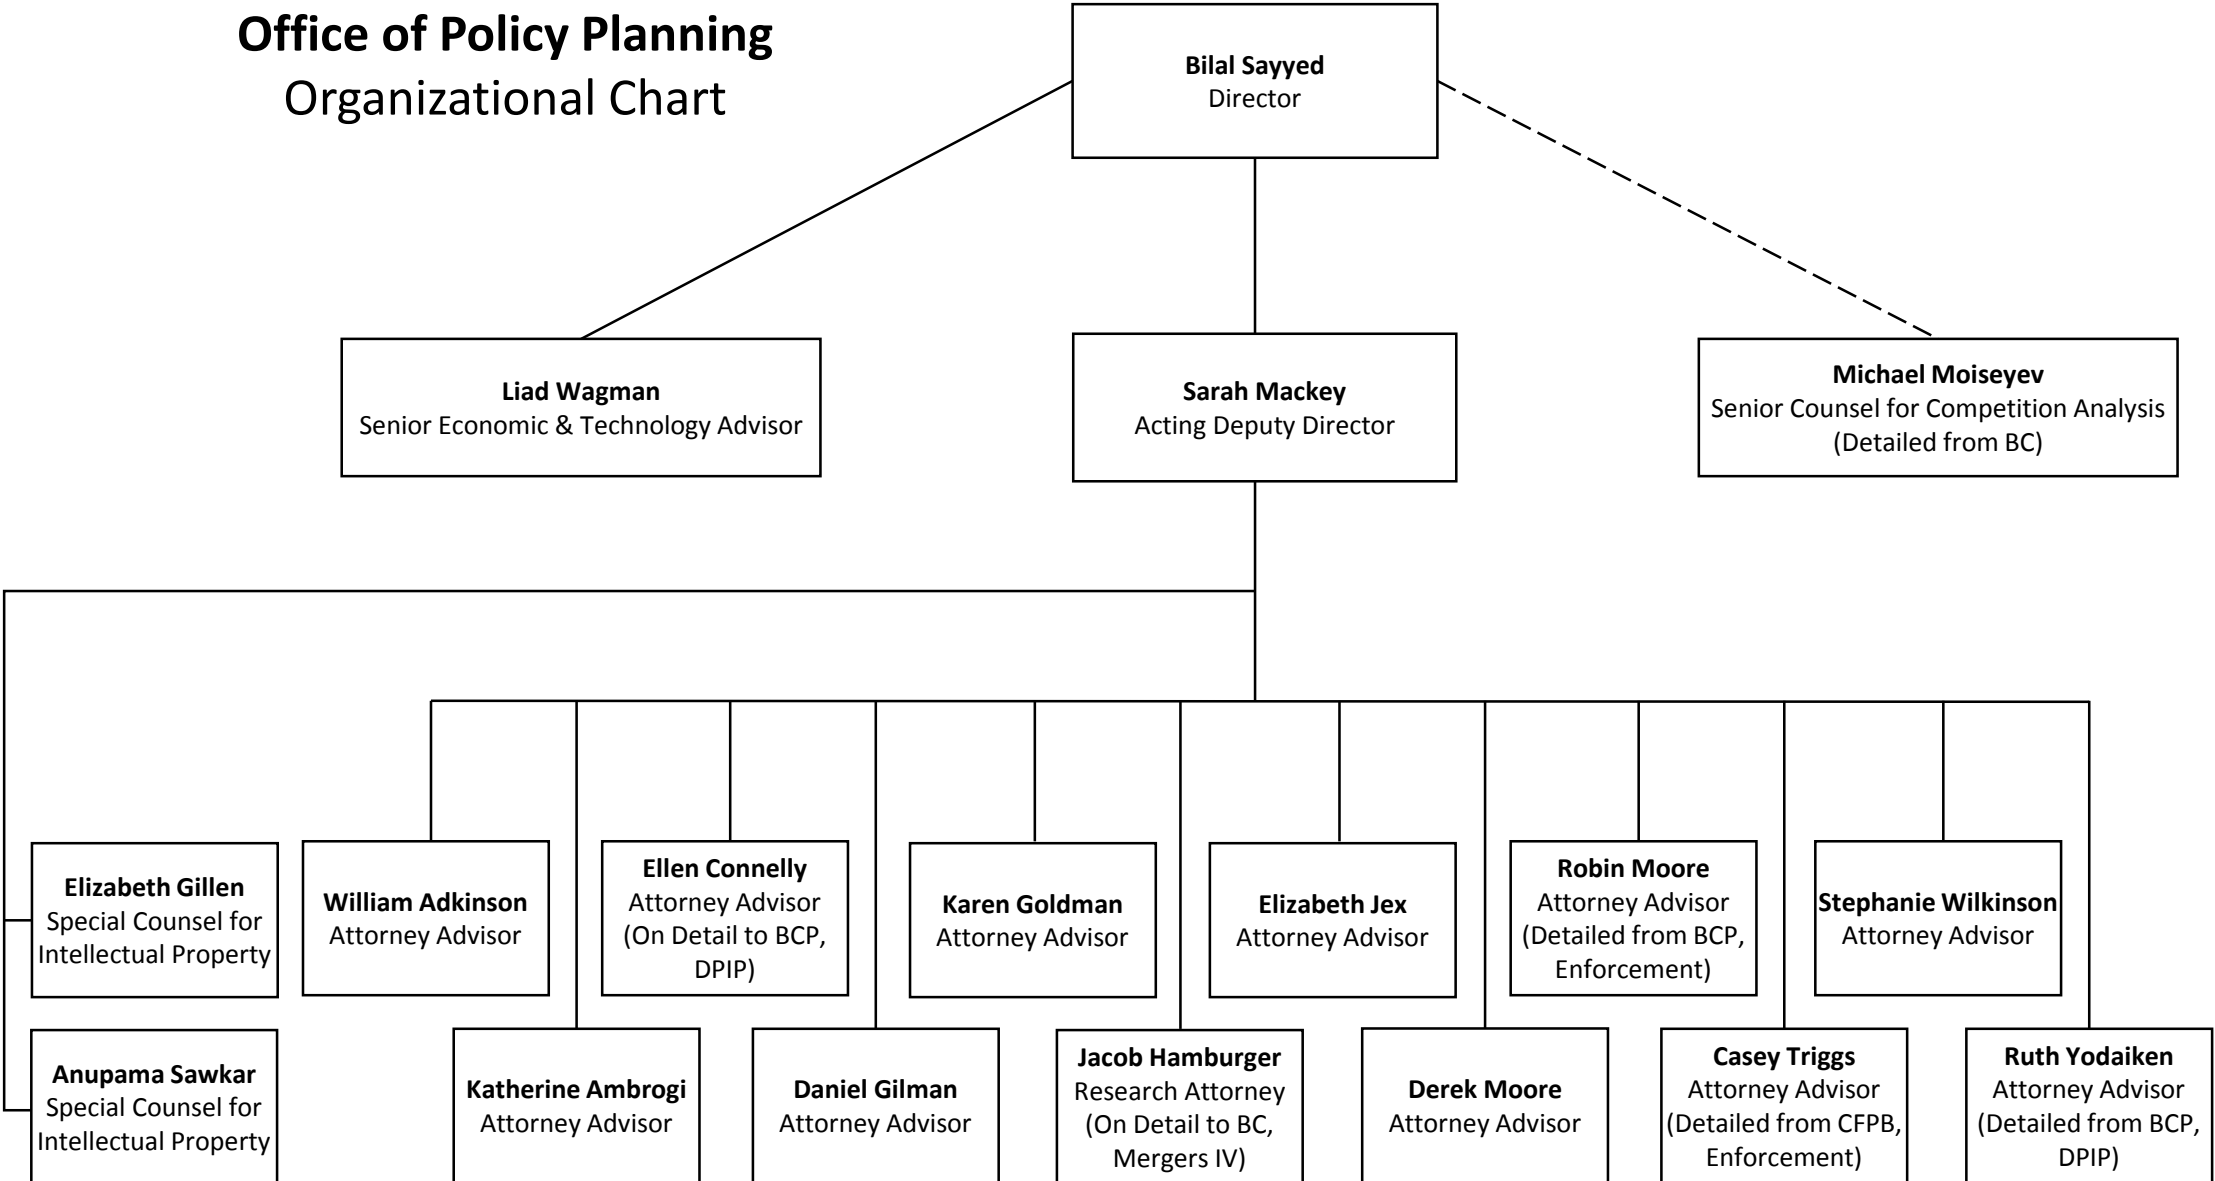 Office of Policy Planning
Organizational Chart
Bilal Sayyed
Director
Liad Wagman
Senior Economic & Technology Advisor
Sarah Mackey
Acting Deputy Director
Michael Moiseyev
Senior Counsel for Competition Analysis
(Detailed from BC)
Elizabeth Gillen
Special Counsel for
Intellectual Property
William Adkinson
Attorney Advisor
Ellen Connelly
Attorney Advisor
(On Detail to BCP,
DPIP)
Karen Goldman
Attorney Advisor
Elizabeth Jex
Attorney Advisor
Robin Moore
Attorney Advisor
(Detailed from BCP,
Enforcement)
Stephanie Wilkinson
Attorney Advisor
Anupama Sawkar
Special Counsel for
Intellectual Property
Katherine Ambrogi
Attorney Advisor
Daniel Gilman
Attorney Advisor
Jacob Hamburger
Research Attorney
(On Detail to BC,
Mergers IV)
Derek Moore
Attorney Advisor
Casey Triggs
Attorney Advisor
(Detailed from CFPB,
Enforcement)
Ruth Yodaiken
Attorney Advisor
(Detailed from BCP,
DPIP)